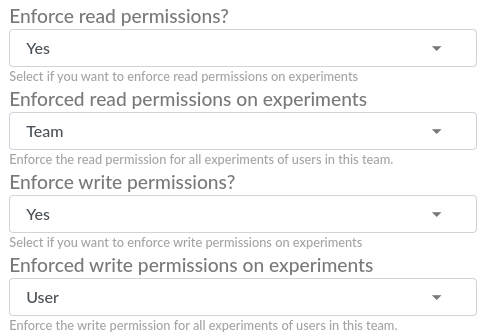 Enforce read permissions?
Yes
Select if you want to enforce read permissions on experiments
Enforced read permissions on experiments
Team
Enforce the read permission for all experiments of users in this team.
Enforce write permissions?
Yes
Select if you want to enforce write permissions on experiments
Enforced write permissions on experiments
User
Enforce the write permission for all experiments of users in this team.